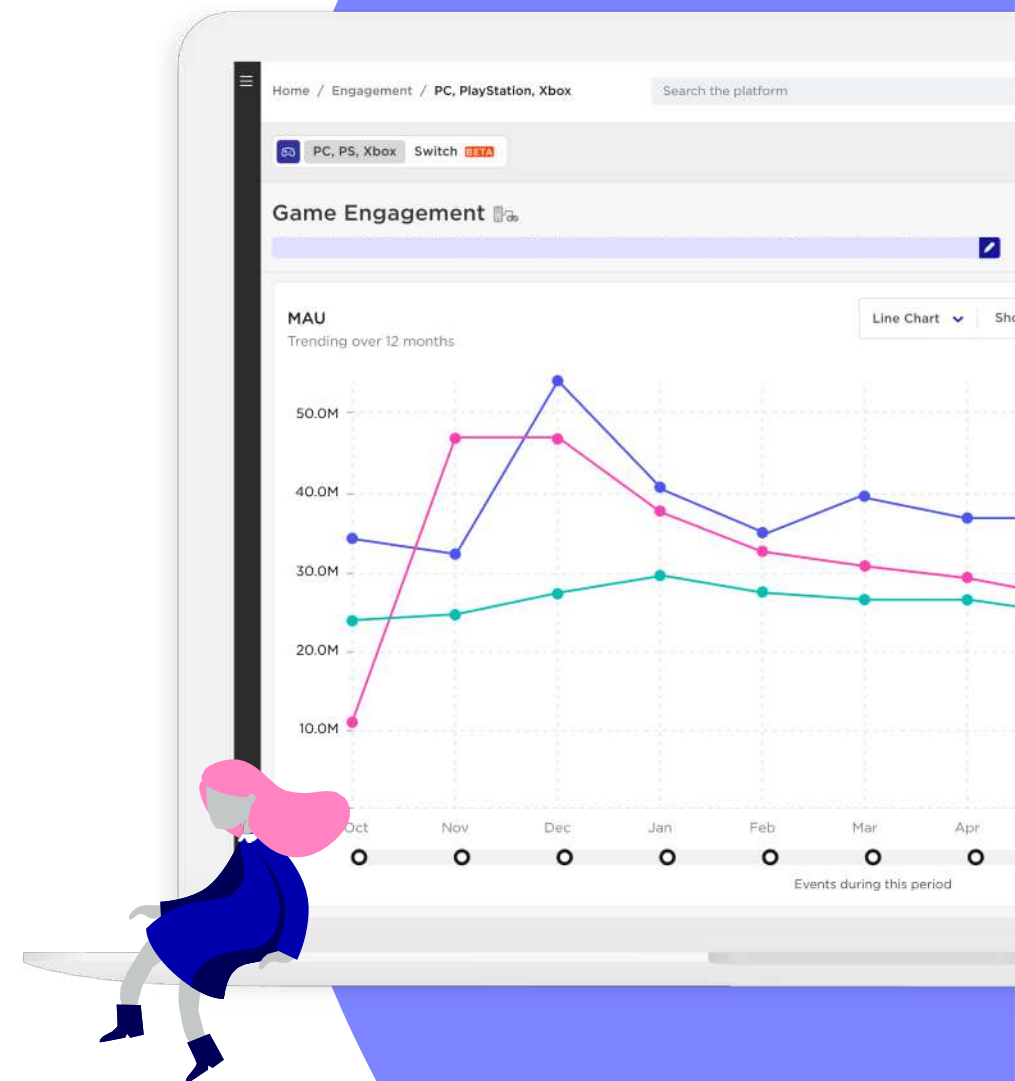 Home / Engagement / PC, PlayStation, Xbox
Search the platform
PC, PS, Xbox Switch BETA
Game Engagement
MAU
Trending over 12 months
Line Chart
Sho
50.0M
40.0M
30.0M
20.0M
10.0M
Oct Nov Dec Jan Feb Mar Apr
Events during this period